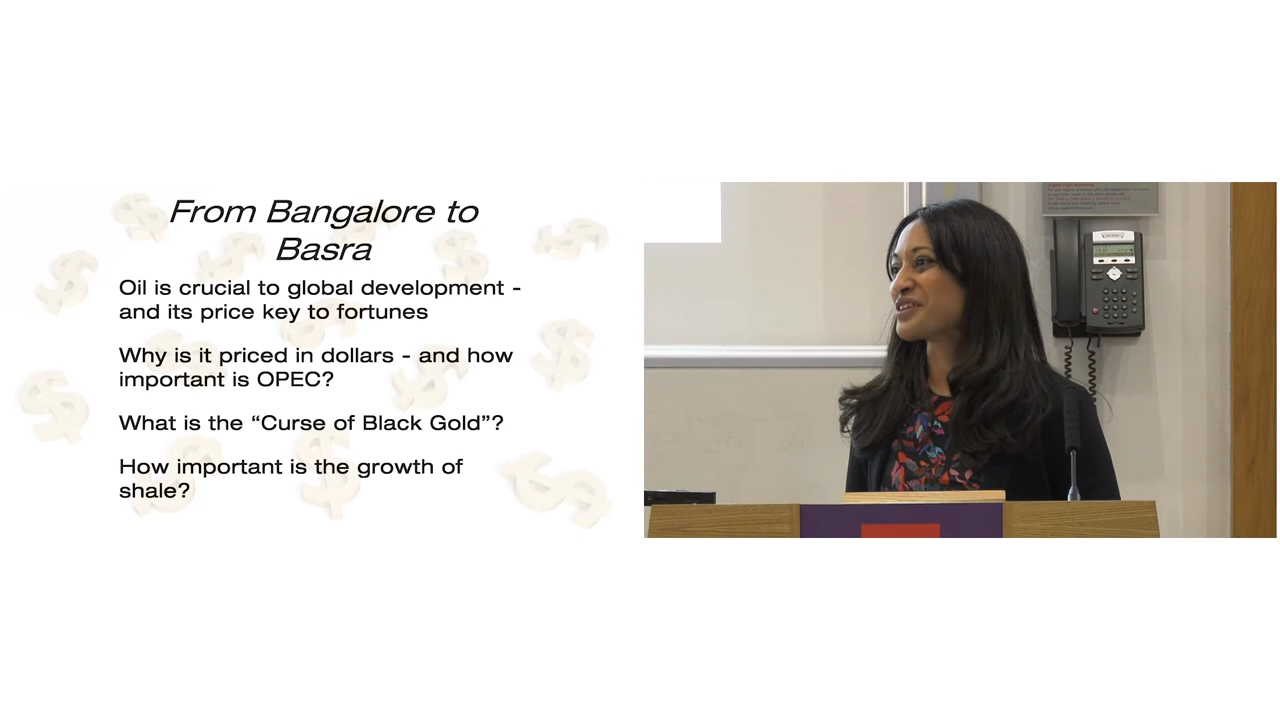 From Bangalore to
Basra
Oil is crucial to global development -
and its price key to fortunes
Why is it priced in dollars - and how
important is OPEC?
What is the “Curse of Black Gold”?
How important is the growth of
shale?